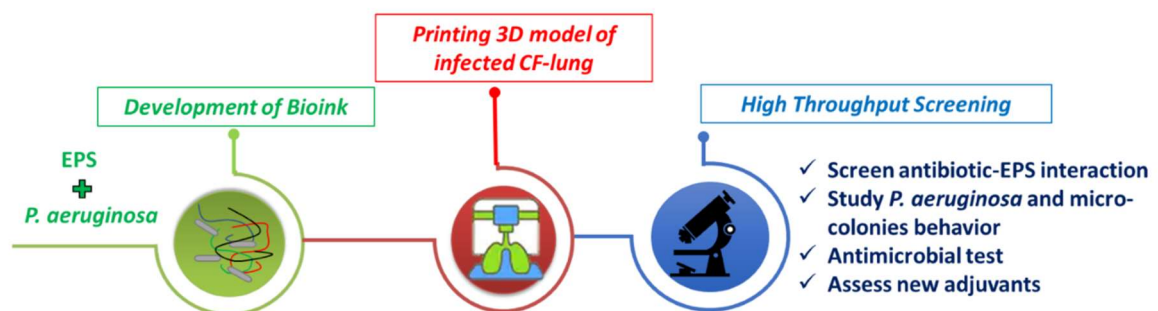 Printing 3D model of
infected CF-lung
Development of Bioink
High Throughput Screening
EPS
+
P. aeruginosa
✓ Screen antibiotic-EPS interaction
✓ Study P. aeruginosa and micro-
colonies behavior
✓ Antimicrobial test
✓ Assess new adjuvants